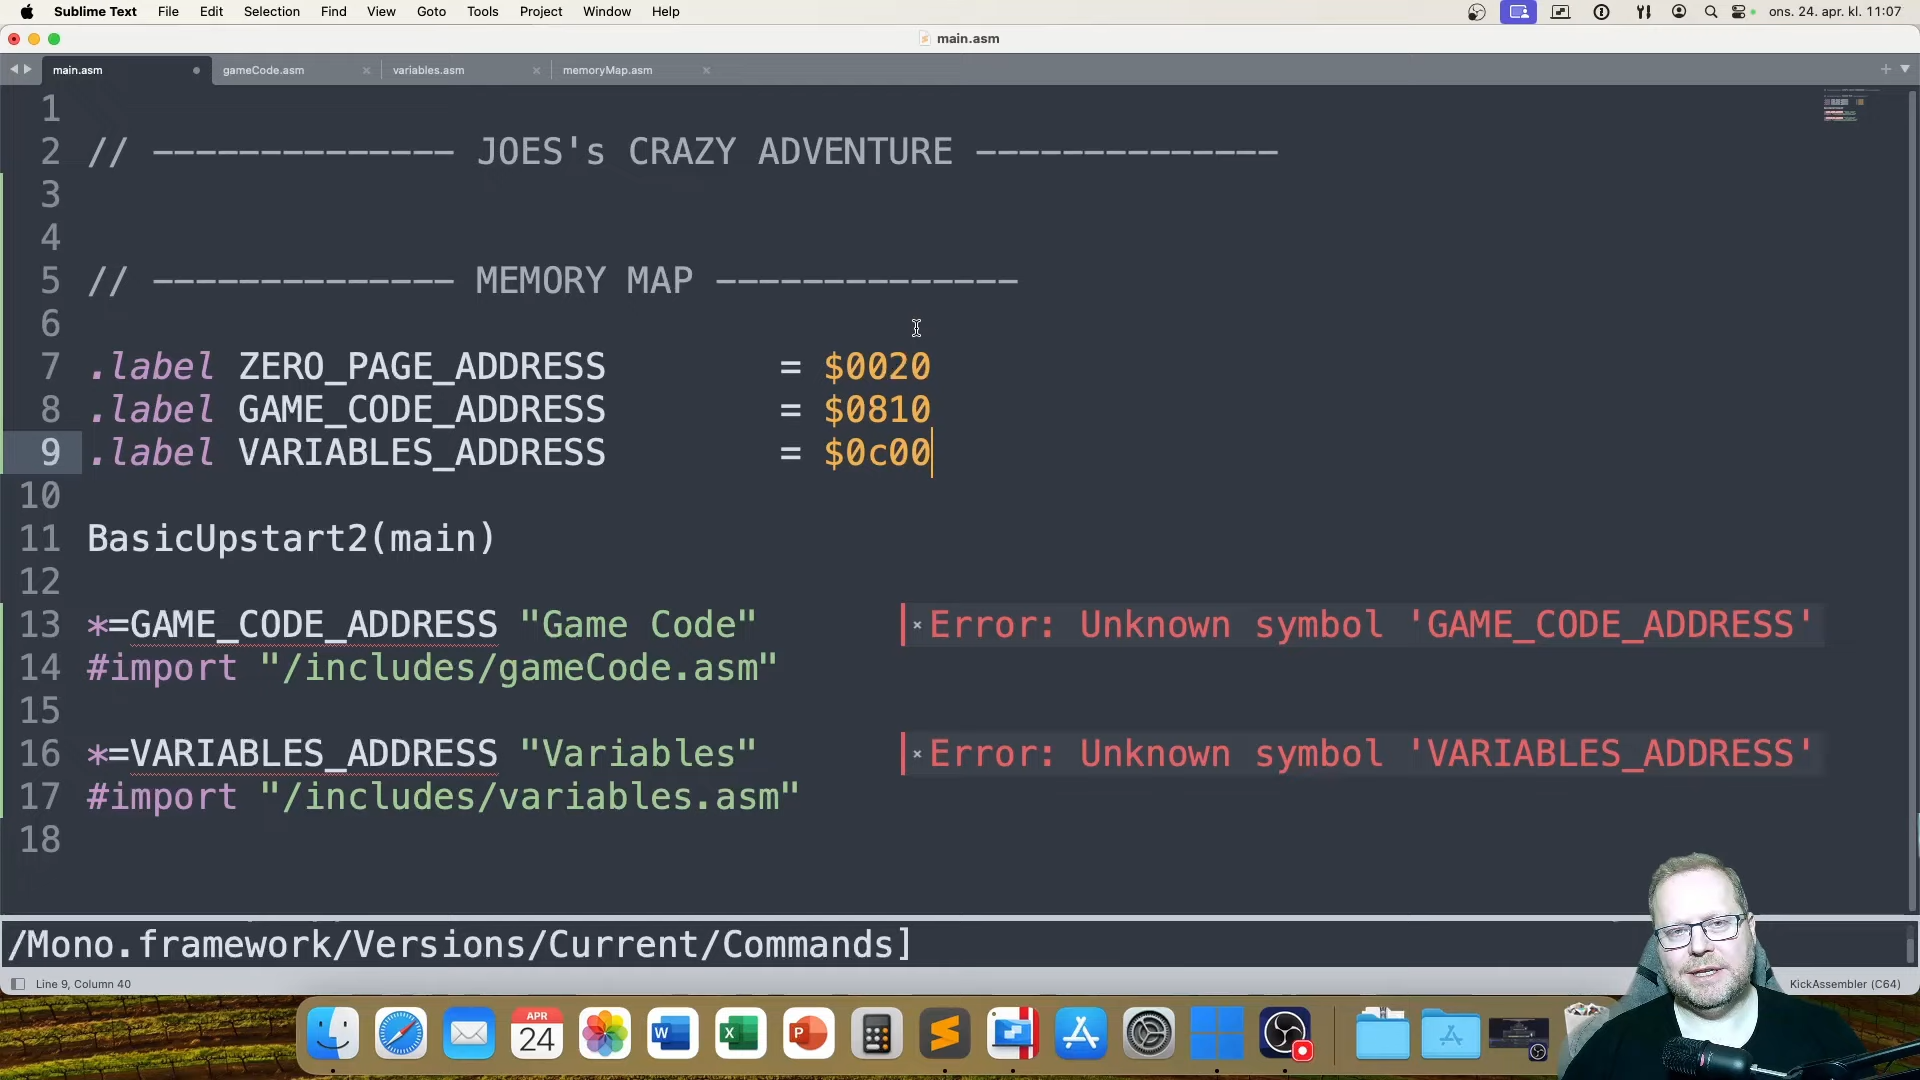 Sublime Text File Edit Selection Find View Goto Tools Project Window Help ons. 24. apr. kl. 11:07
main.asm
main.asm gameCode.asm variables.asm memoryMap.asm
1
2 // -------------- JOES's CRAZY ADVENTURE --------------
3
4
5 // -------------- MEMORY MAP --------------
6
7 .label ZERO_PAGE_ADDRESS = $0020
8 .label GAME_CODE_ADDRESS = $0810
9 .label VARIABLES_ADDRESS = $0c00
10
11 BasicUpstart2(main)
12
13 *=GAME_CODE_ADDRESS "Game Code" × Error: Unknown symbol 'GAME_CODE_ADDRESS'
14 #import "/includes/gameCode.asm"
15
16 *=VARIABLES_ADDRESS "Variables" × Error: Unknown symbol 'VARIABLES_ADDRESS'
17 #import "/includes/variables.asm"
18
/Mono.framework/Versions/Current/Commands]
Line 9, Column 40 KickAssembler (C64)
APR
24
W
X
P